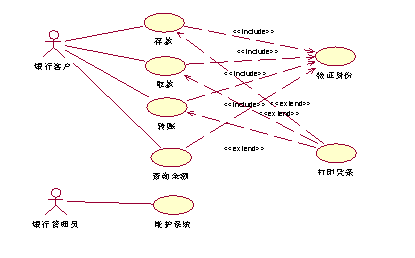 <<include>>
存款
<<include>>
银行客户
取款
<<include>>
验证身份
<<include>>
<<extend>>
<<extend>>
转账
<<extend>>
查询余额
打印凭条
银行管理员
维护系统